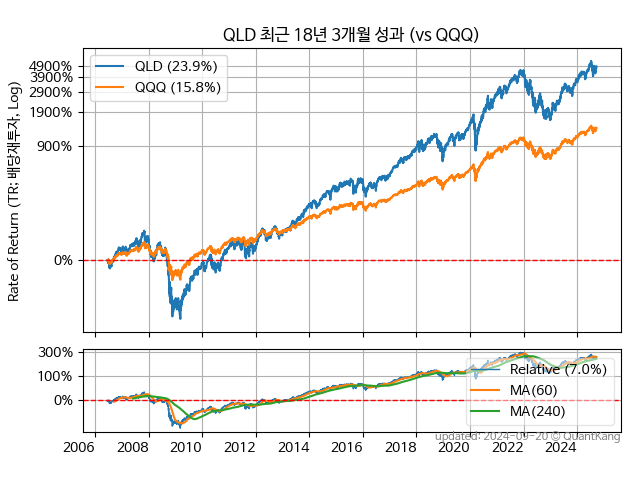 QLD 최근 18년 3개월 성과 (vs QQQ)
Rate of Return (TR; 배당재투자, Log)
4900%
3900%
2900%
1900%
900%
0%
QLD (23.9%)
QQQ (15.8%)
300%
100%
0%
Relative (7.0%)
MA(60)
MA(240)
2006 2008 2010 2012 2014 2016 2018 2020 2022 2024
updated: 2024-09-20 © QuantKang